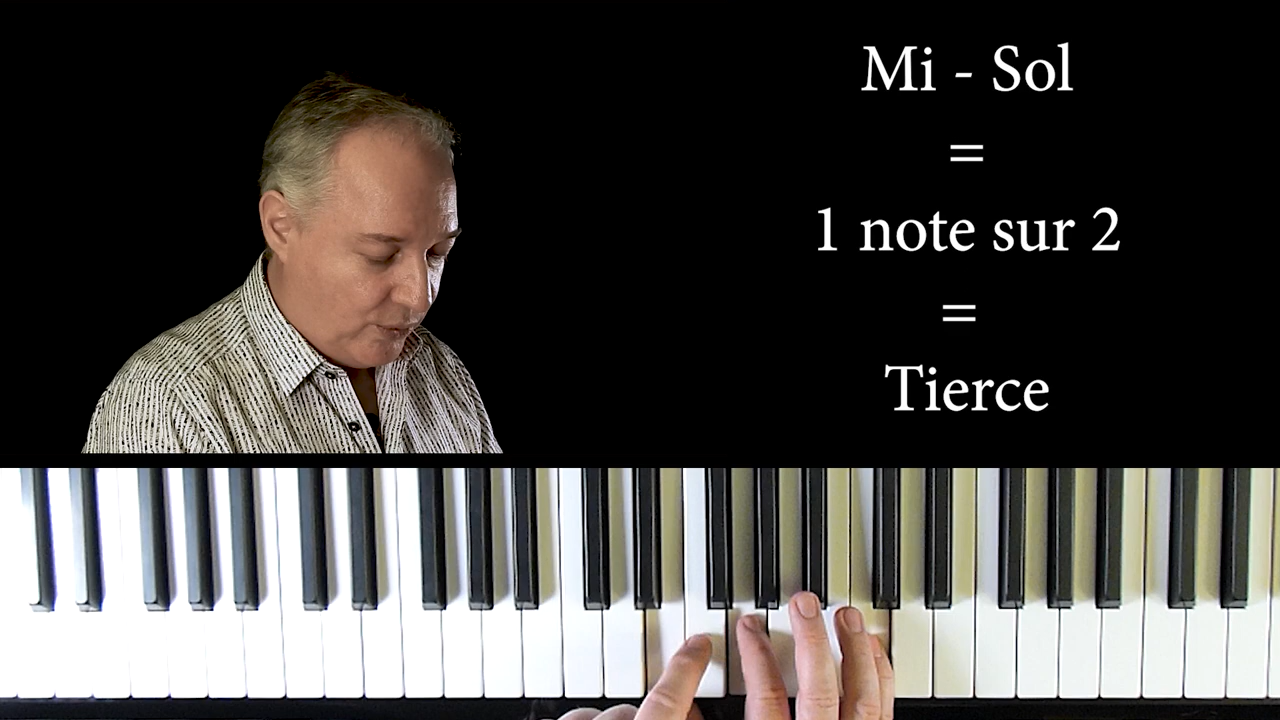 Mi - Sol
=
1 note sur 2
=
Tierce